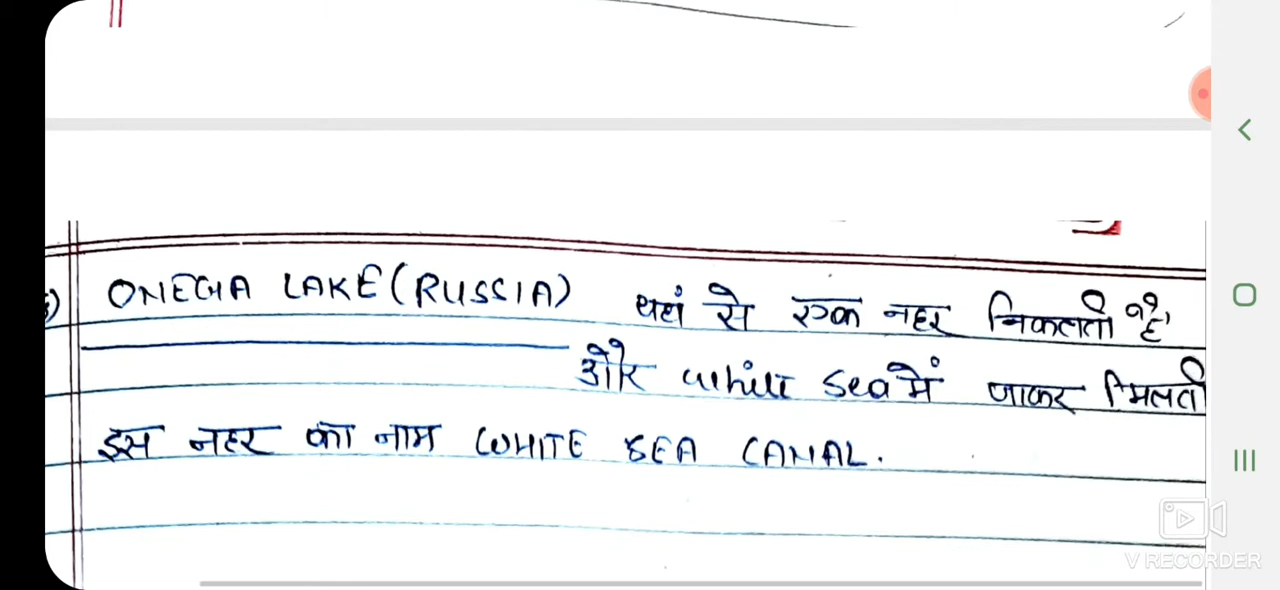 ONEGA LAKE (RUSSIA) यहां से एक नहर निकलती है
और white sea में जाकर मिलती
इस नहर का नाम WHITE SEA CANAL.
V RECORDER